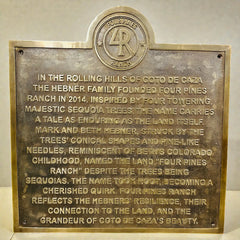 IN THE ROLLING HILLS OF COTO DE CAZA
THE HEBNER FAMILY FOUNDED FOUR PINES
RANCH IN 2014. INSPIRED BY FOUR TOWERING,
MAJESTIC SEQUOIA TREES, THE NAME CARRIES
A TALE AS ENDURING AS THE LAND ITSELF.
MARK AND BETH HEBNER, STRUCK BY THE
TREES' CONICAL SHAPES AND PINE-LIKE
NEEDLES, REMINISCENT OF BETH'S COLORADO
CHILDHOOD, NAMED THE LAND "FOUR PINES
RANCH" DESPITE THE TREES BEING
SEQUOIAS. THE NAME TOOK ROOT, BECOMING A
CHERISHED QUIRK. FOUR PINES RANCH
REFLECTS THE HEBNERS' RESILIENCE, THEIR
CONNECTION TO THE LAND, AND THE
GRANDEUR OF COTO DE CAZA'S BEAUTY.